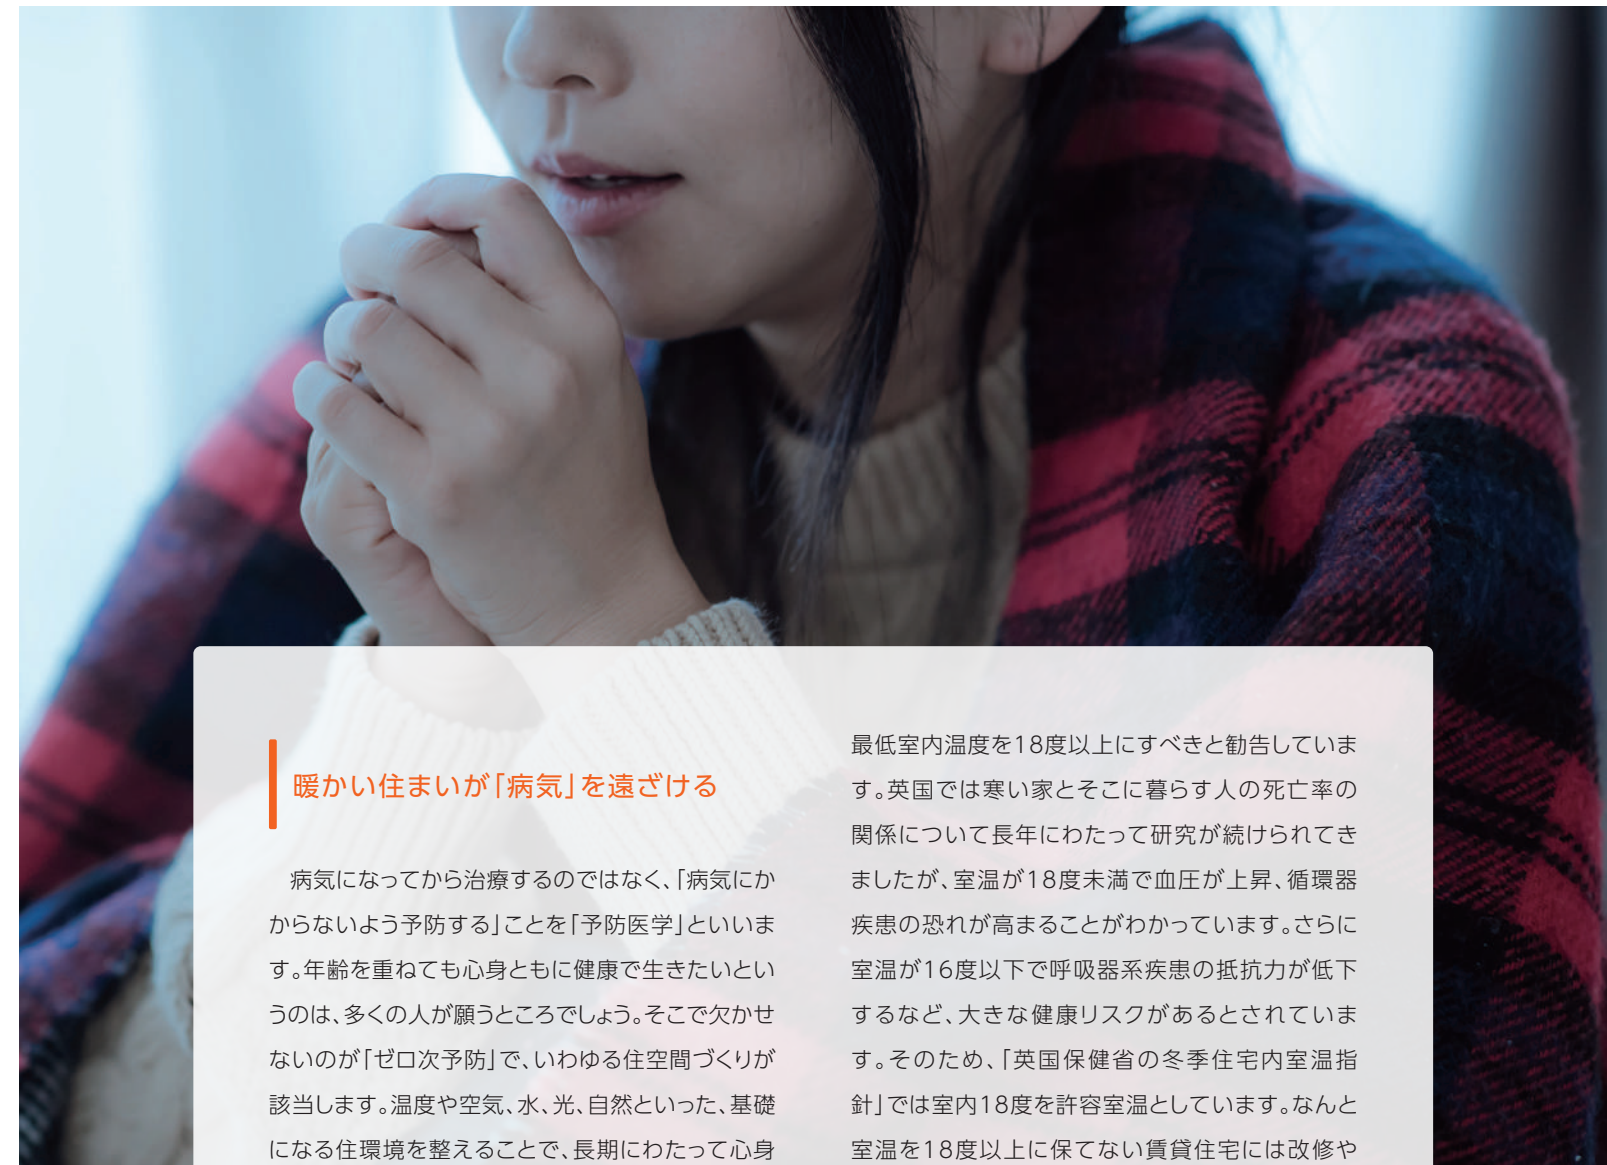 暖かい住まいが「病気」を遠ざける
病気になってから治療するのではなく、「病気にか
からないよう予防する」ことを「予防医学」といいま
す。年齢を重ねても心身ともに健康で生きたいとい
うのは、多くの人が願うところでしょう。そこで欠かせ
ないのが「ゼロ次予防」で、いわゆる住空間づくりが
該当します。温度や空気、水、光、自然といった、基礎
になる住環境を整えることで、長期にわたって心身
最低室内温度を18度以上にすべきと勧告していま
す。英国では寒い家とそこに暮らす人の死亡率の
関係について長年にわたって研究が続けられてき
ましたが、室温が18度未満で血圧が上昇、循環器
疾患の恐れが高まることがわかっています。さらに
室温が16度以下で呼吸器系疾患の抵抗力が低下
するなど、大きな健康リスクがあるとされていま
す。そのため、「英国保健省の冬季住宅内室温指
針」では室内18度を許容室温としています。なんと
室温を18度以上に保てない賃貸住宅には改修や